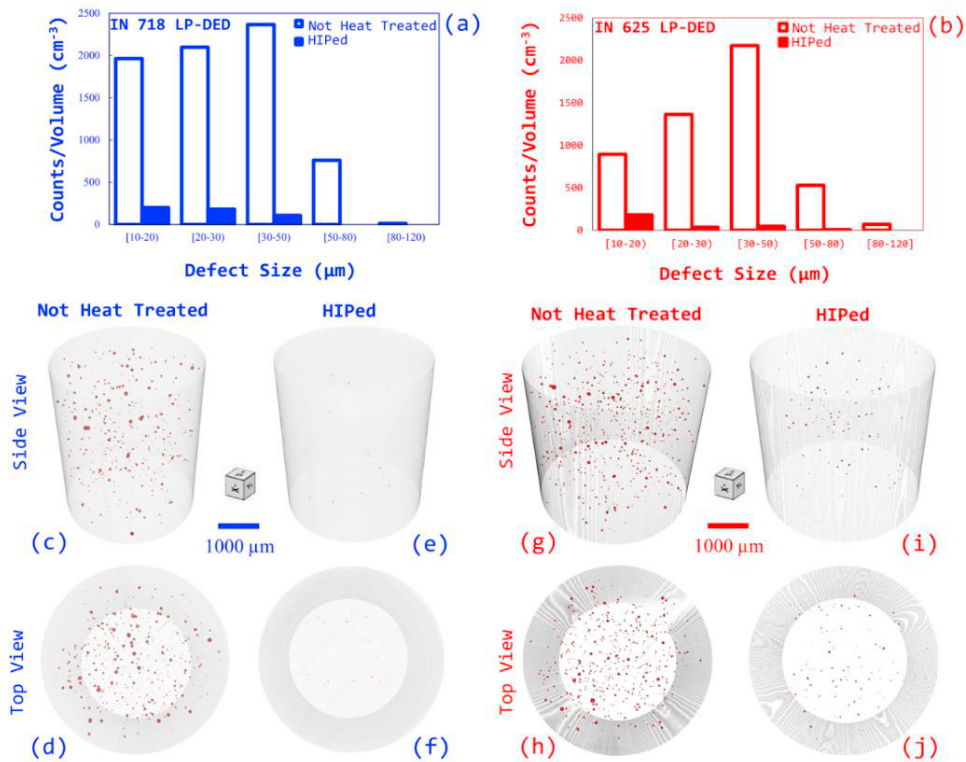 IN 718 LP-DED
Not Heat Treated
HIPed
(a)
Counts/Volume (cm⁻³)
2500
2000
1500
1000
500
0
[10-20)
[20-30)
[30-50)
[50-80)
[80-120)
Defect Size (μm)
IN 625 LP-DED
Not Heat Treated
HIPed
(b)
Counts/Volume (cm⁻³)
2500
2000
1500
1000
500
0
[10-20)
[20-30)
[30-50)
[50-80)
[80-120]
Defect Size (μm)
Not Heat Treated
HIPed
Side View
(c)
1000 μm
(e)
Top View
(d)
(f)
Not Heat Treated
HIPed
Side View
(g)
1000 μm
(i)
Top View
(h)
(j)